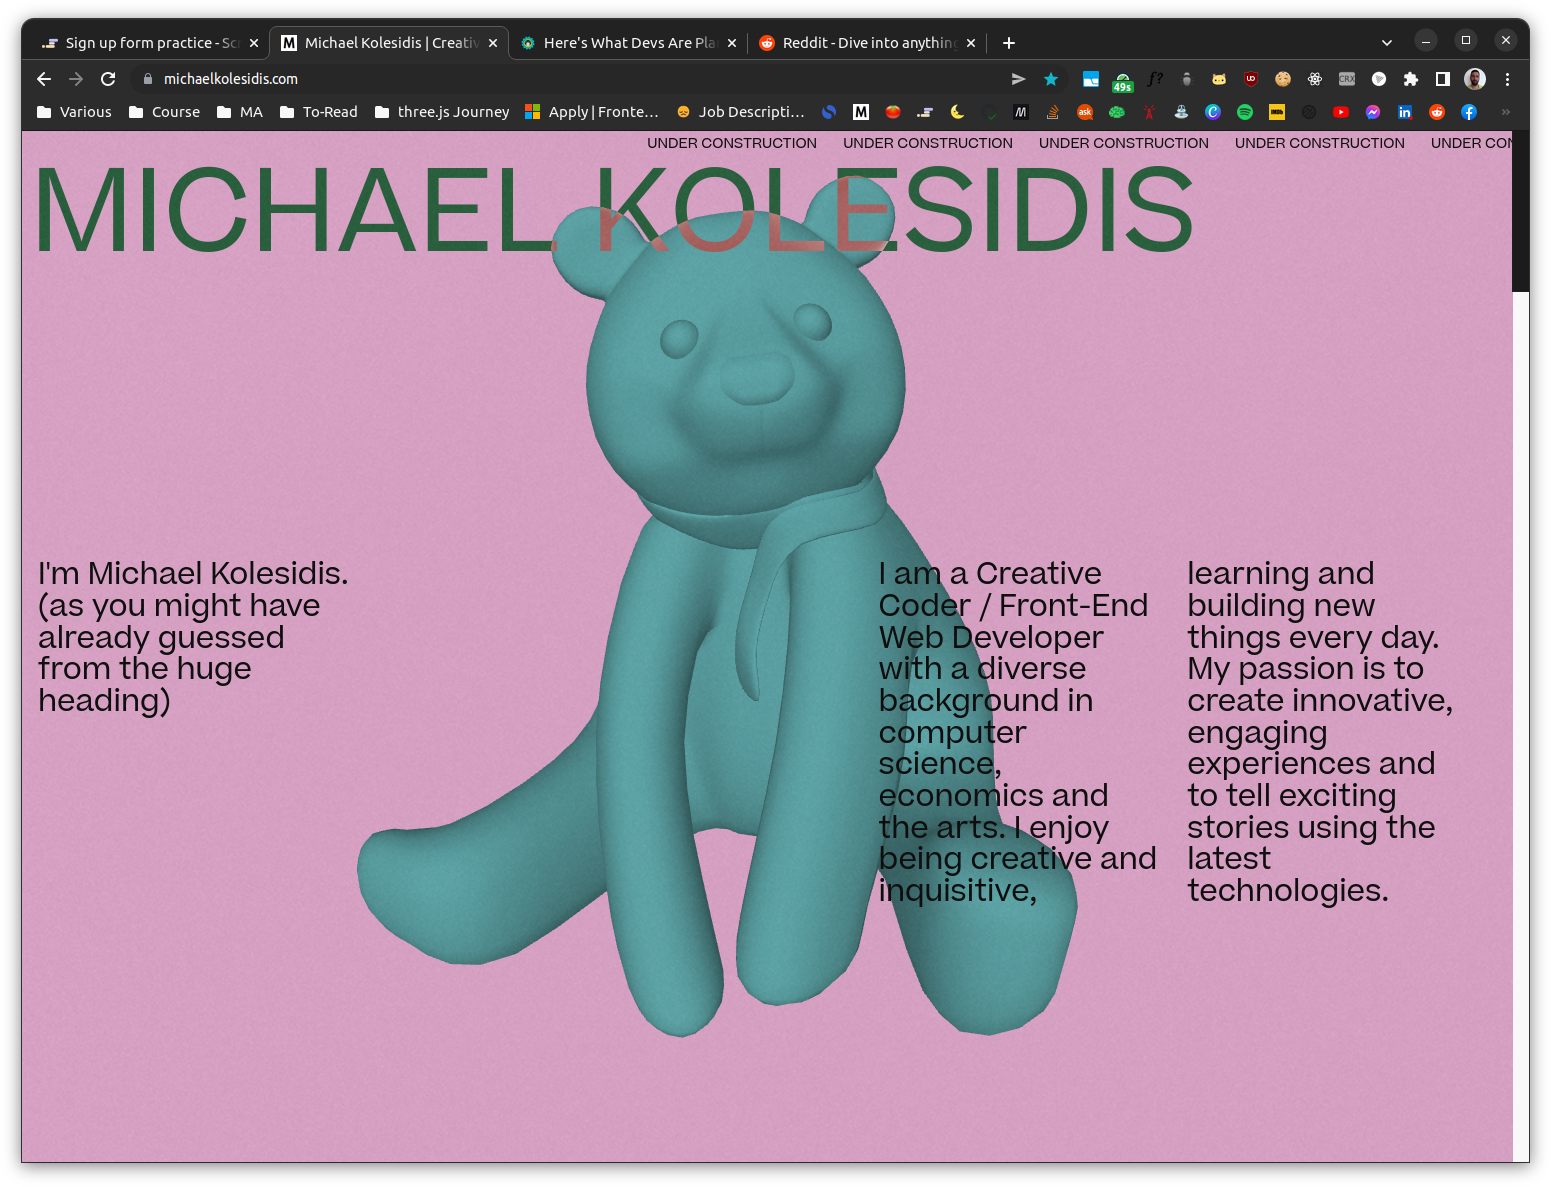 Sign up form practice - Sc
Michael Kolesidis | Creativ
Here's What Devs Are Pla
Reddit - Dive into anything
michaelkolesidis.com
f?
UD
CRX
49s
Various
Course
MA
To-Read
three.js Journey
Apply | Fronte...
Job Descripti...
M
ask
in
»
UNDER CONSTRUCTION UNDER CONSTRUCTION UNDER CONSTRUCTION UNDER CONSTRUCTION UNDER CON
MICHAEL KOLESIDIS
I'm Michael Kolesidis.
(as you might have
already guessed
from the huge
heading)
I am a Creative
Coder / Front-End
Web Developer
with a diverse
background in
computer
science,
economics and
the arts. I enjoy
being creative and
inquisitive,
learning and
building new
things every day.
My passion is to
create innovative,
engaging
experiences and
to tell exciting
stories using the
latest
technologies.